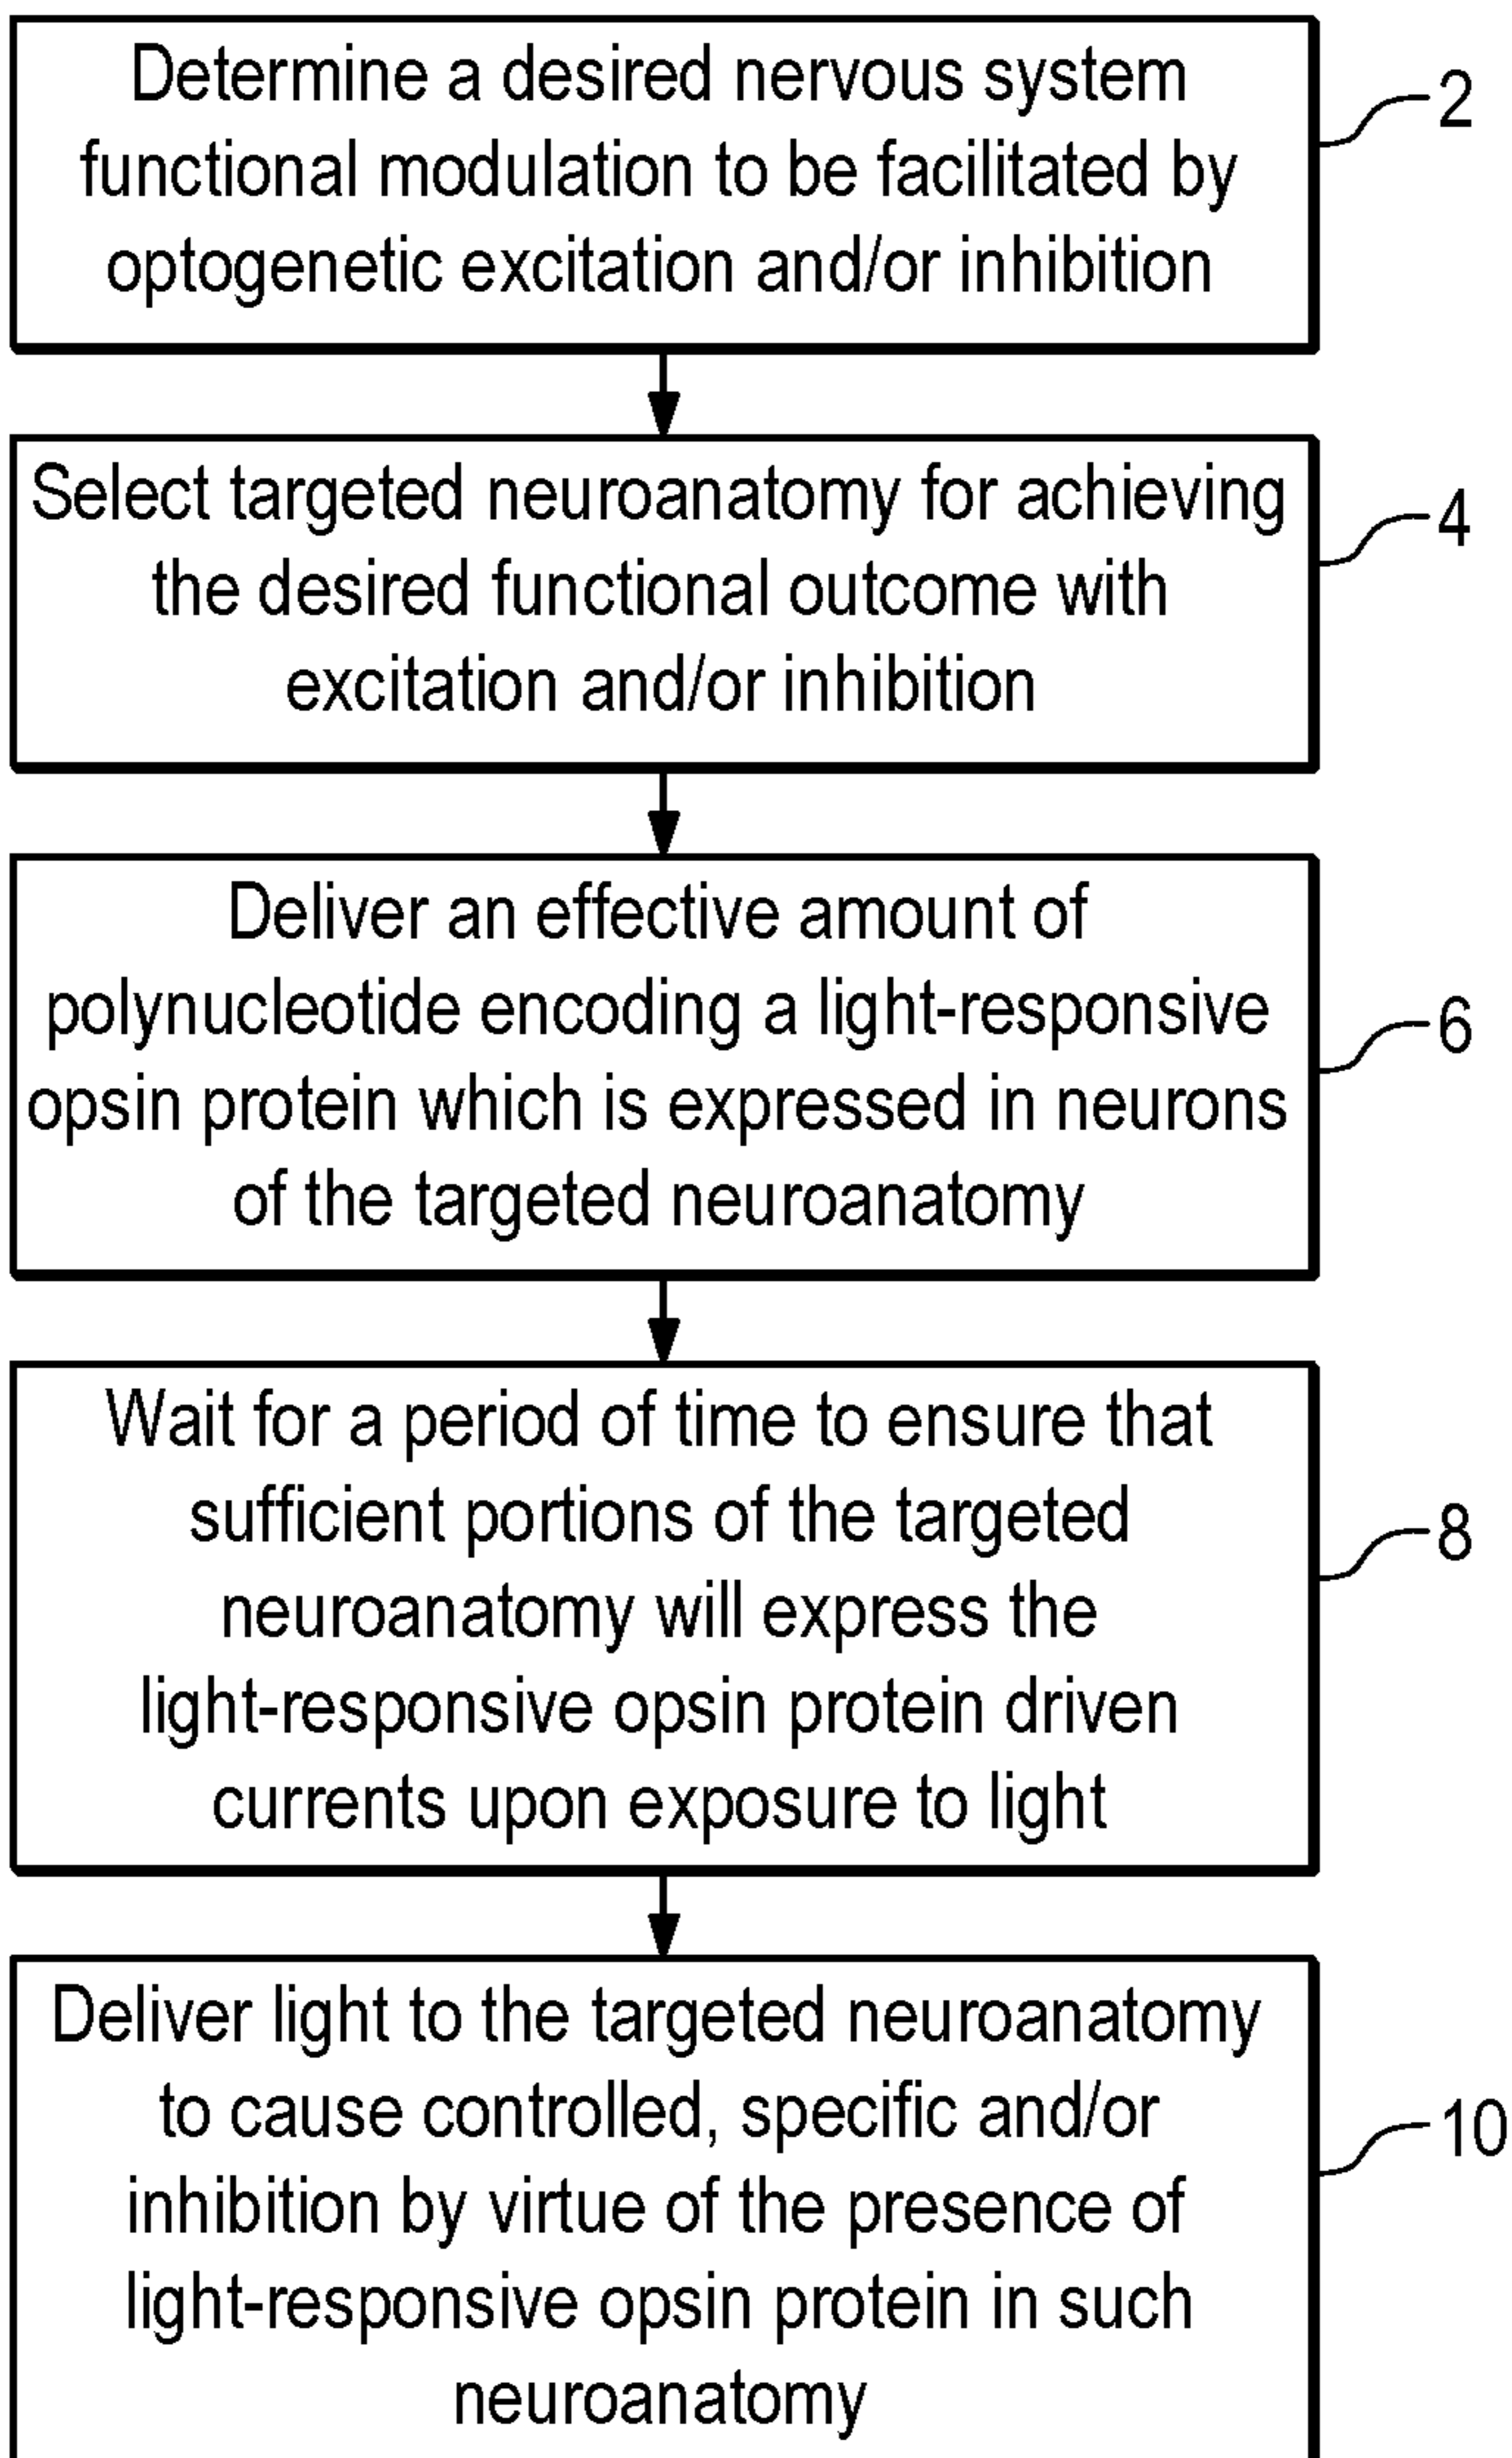 Determine a desired nervous system
functional modulation to be facilitated by
optogenetic excitation and/or inhibition
2
Select targeted neuroanatomy for achieving
the desired functional outcome with
excitation and/or inhibition
4
Deliver an effective amount of
polynucleotide encoding a light-responsive
opsin protein which is expressed in neurons
of the targeted neuroanatomy
6
Wait for a period of time to ensure that
sufficient portions of the targeted
neuroanatomy will express the
light-responsive opsin protein driven
currents upon exposure to light
8
Deliver light to the targeted neuroanatomy
to cause controlled, specific and/or
inhibition by virtue of the presence of
light-responsive opsin protein in such
neuroanatomy
10